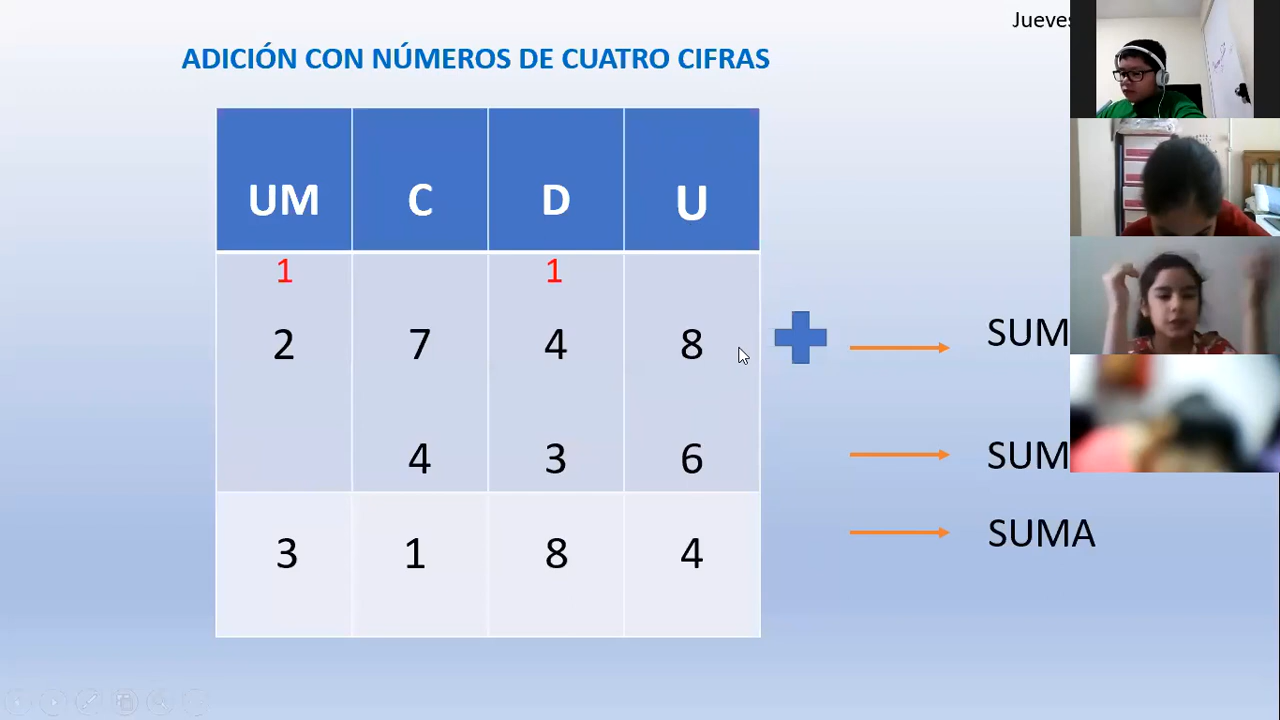 Jueves
ADICIÓN CON NÚMEROS DE CUATRO CIFRAS
UM C D U
1 1
2 7 4 8
SUM
4 3 6
SUM
3 1 8 4
SUMA